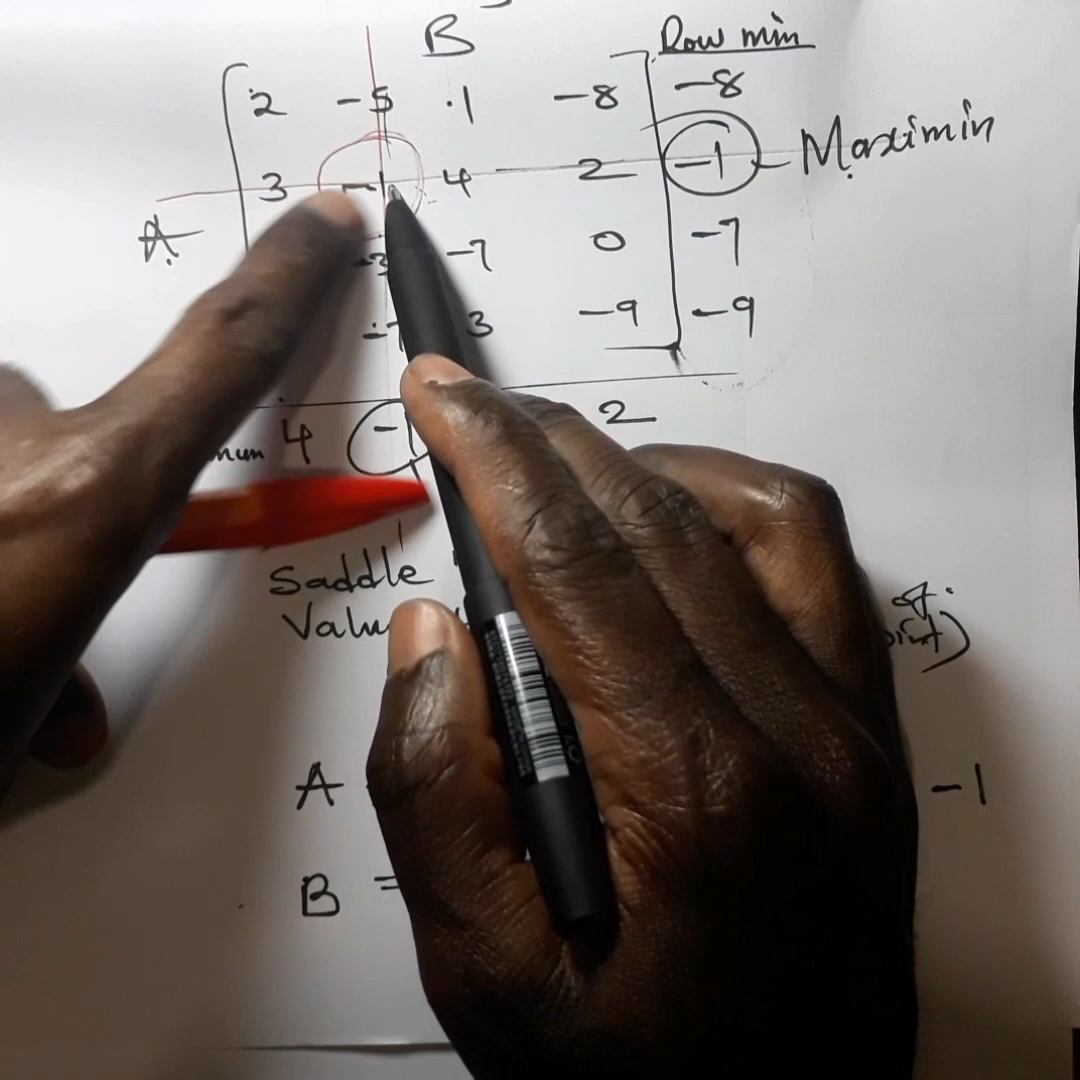 B Row min
2 -5 1 -8 -8
3 -1 4 2 -1 Maximin
A
-3 -7 0 -7
3 -9 -9
4 -1 2
Saddle
A -1
B =